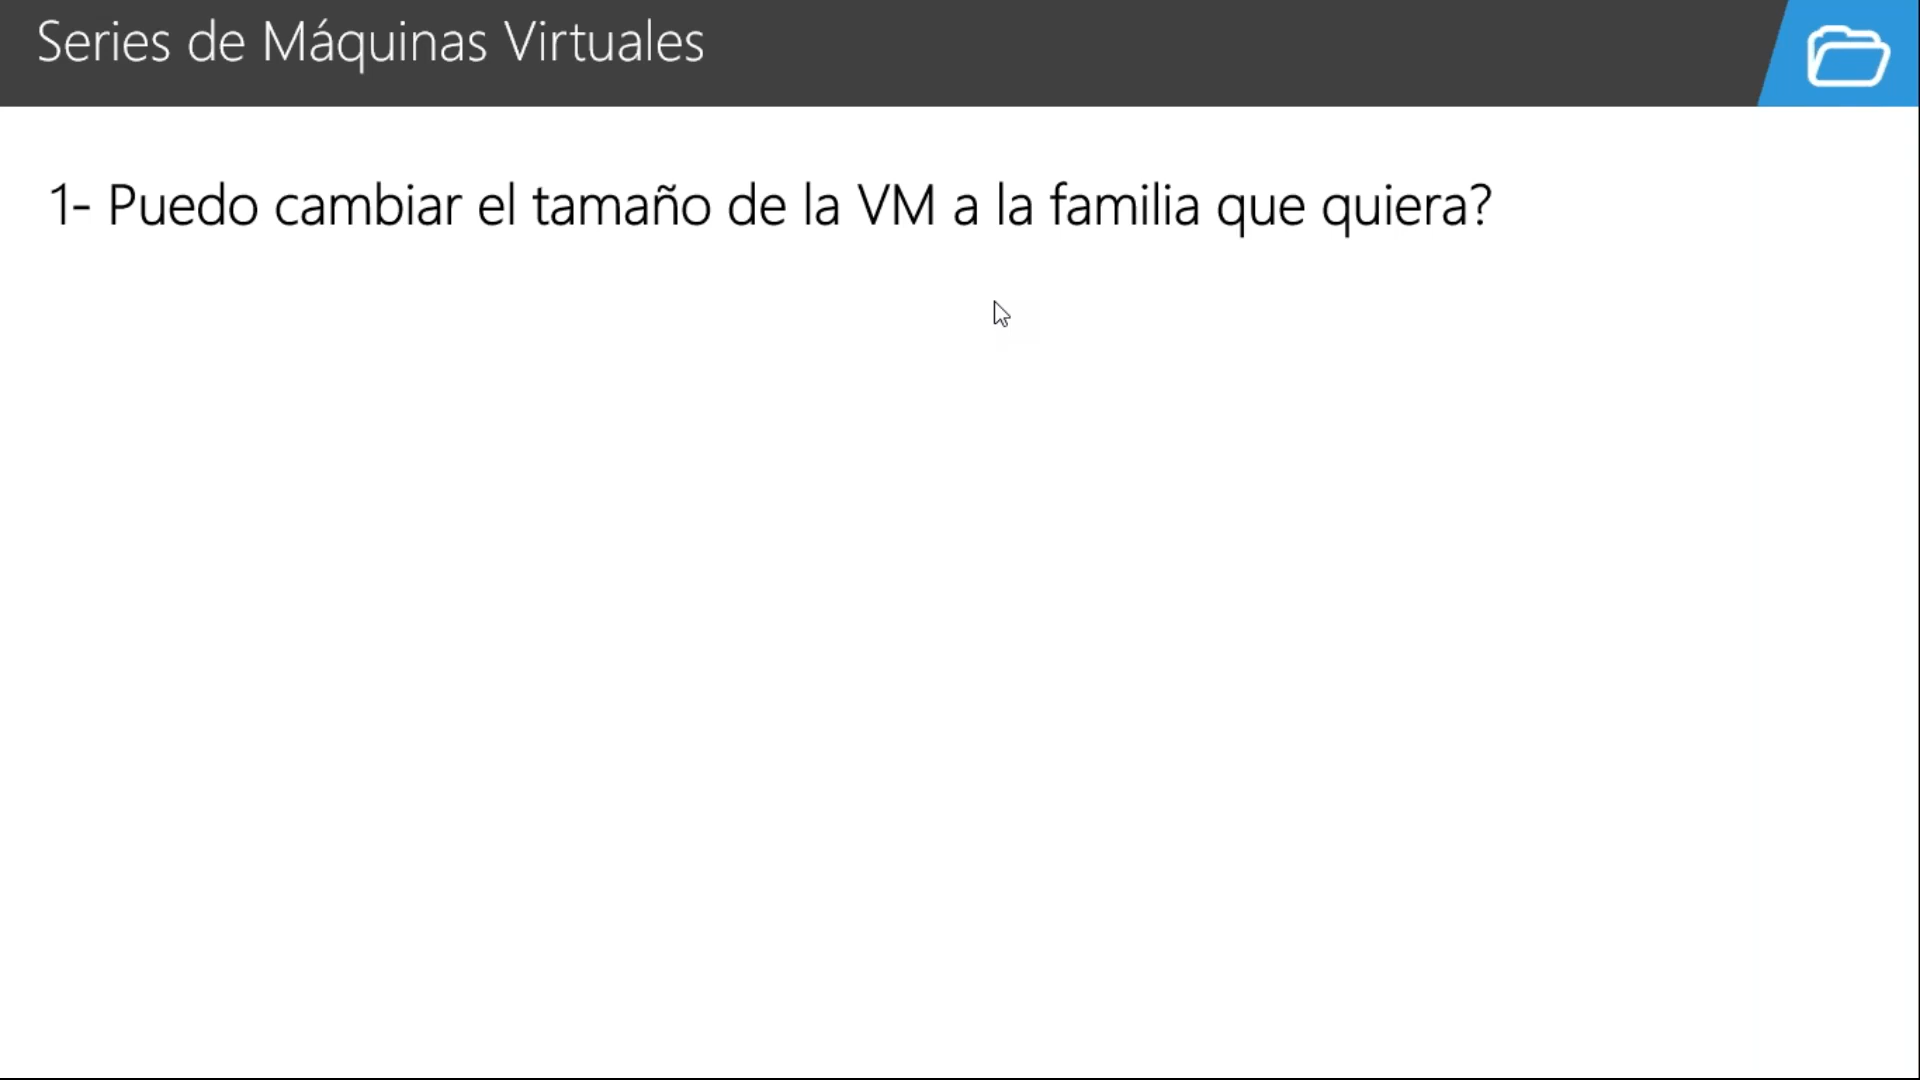 Series de Máquinas Virtuales
1- Puedo cambiar el tamaño de la VM a la familia que quiera?